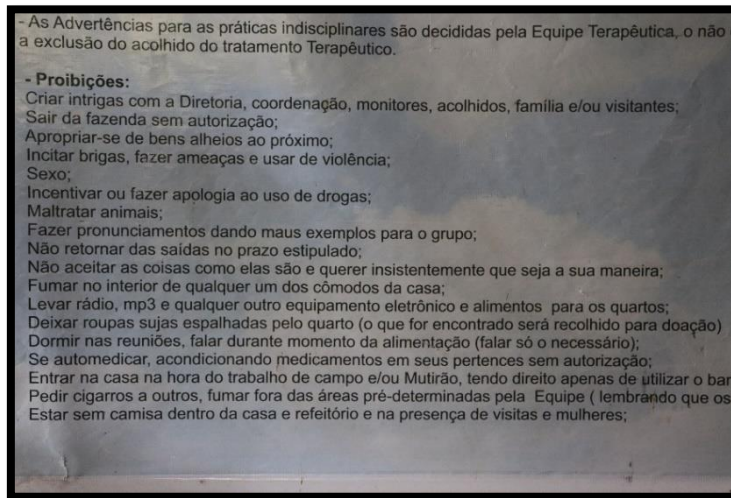 - As Advertências para as práticas indisciplinares são decididas pela Equipe Terapêutica, o não
a exclusão do acolhido do tratamento Terapêutico.
- Proibições:
Criar intrigas com a Diretoria, coordenação, monitores, acolhidos, família e/ou visitantes;
Sair da fazenda sem autorização;
Apropriar-se de bens alheios ao próximo;
Incitar brigas, fazer ameaças e usar de violência;
Sexo;
Incentivar ou fazer apologia ao uso de drogas;
Maltratar animais;
Fazer pronunciamentos dando maus exemplos para o grupo;
Não retornar das saídas no prazo estipulado;
Não aceitar as coisas como elas são e querer insistentemente que seja a sua maneira;
Fumar no interior de qualquer um dos cômodos da casa;
Levar rádio, mp3 e qualquer outro equipamento eletrônico e alimentos para os quartos;
Deixar roupas sujas espalhadas pelo quarto (o que for encontrado será recolhido para doação)
Dormir nas reuniões, falar durante momento da alimentação (falar só o necessário);
Se automedicar, acondicionando medicamentos em seus pertences sem autorização;
Entrar na casa na hora do trabalho de campo e/ou Mutirão, tendo direito apenas de utilizar o ban
Pedir cigarros a outros, fumar fora das áreas pré-determinadas pela Equipe ( lembrando que os
Estar sem camisa dentro da casa e refeitório e na presença de visitas e mulheres;